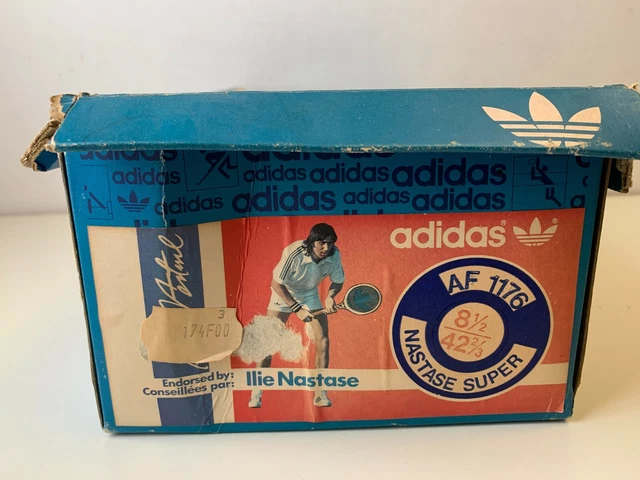 adidas
adidas adidas adidas
adidas adidas adidas
adidas
AF 1176
8½
42⅔
NASTASE SUPER
3
174F00
Endorsed by:
Conseillées par:
Ilie Nastase